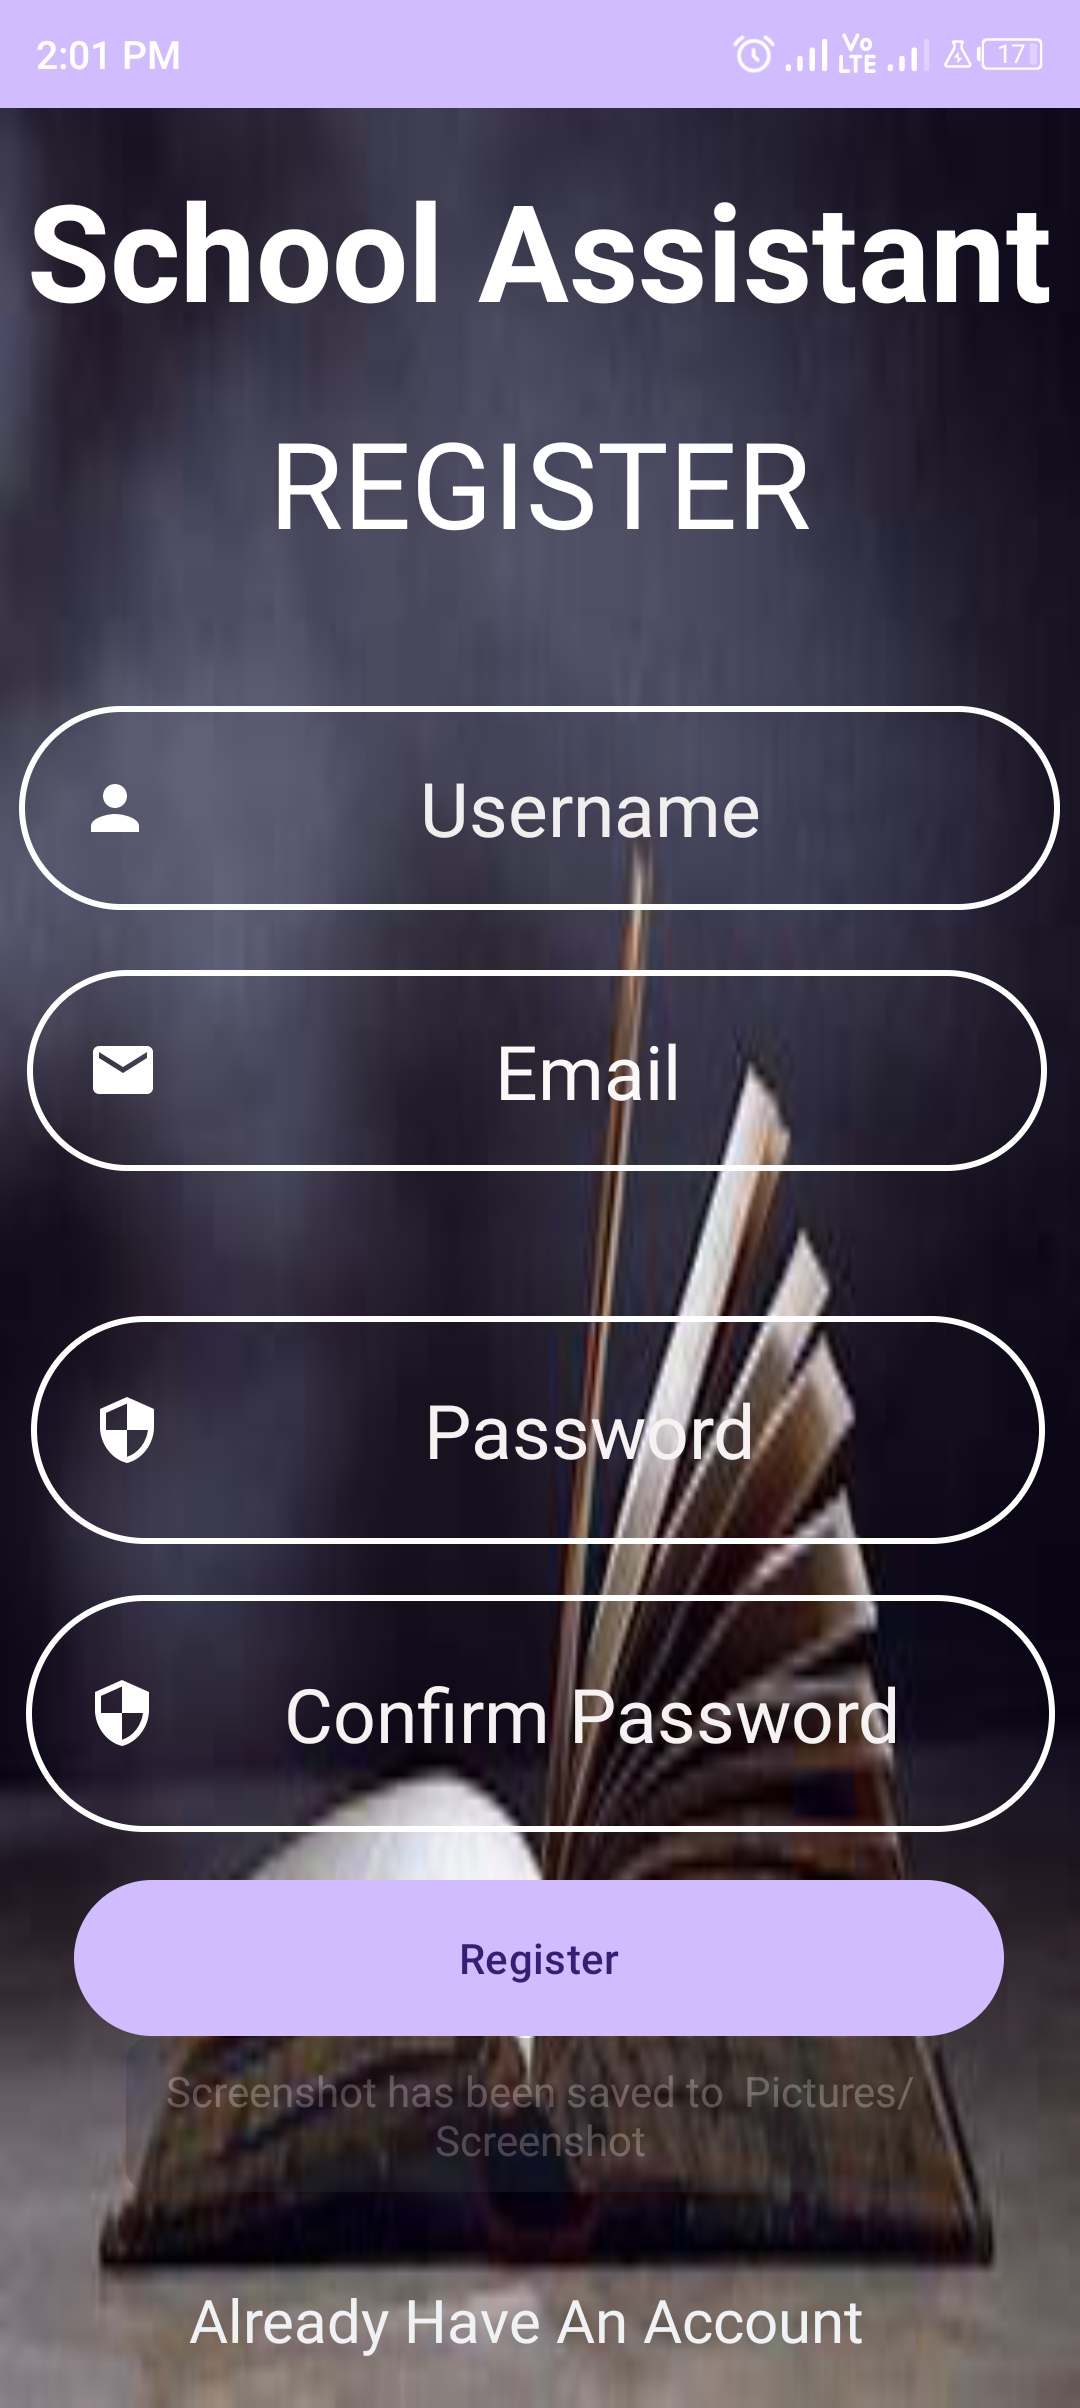 2:01 PM Vo LTE 17
School Assistant
REGISTER
Username
Email
Password
Confirm Password
Register
Screenshot has been saved to Pictures/
Screenshot
Already Have An Account